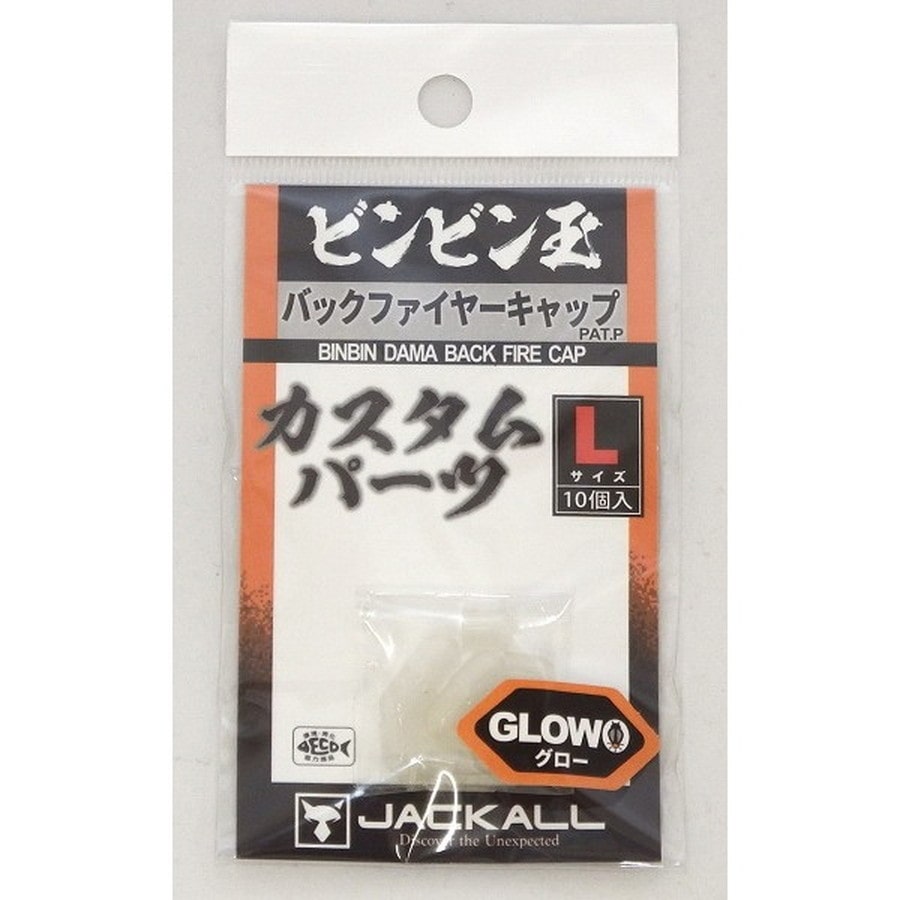 ビンビン玉
バックファイヤーキャップ
PAT.P
BINBIN DAMA BACK FIRE CAP
カスタム
パーツ
L
サイズ
10個入
GLOW
グロー
ECO
JACKALL
Discover the Unexpected